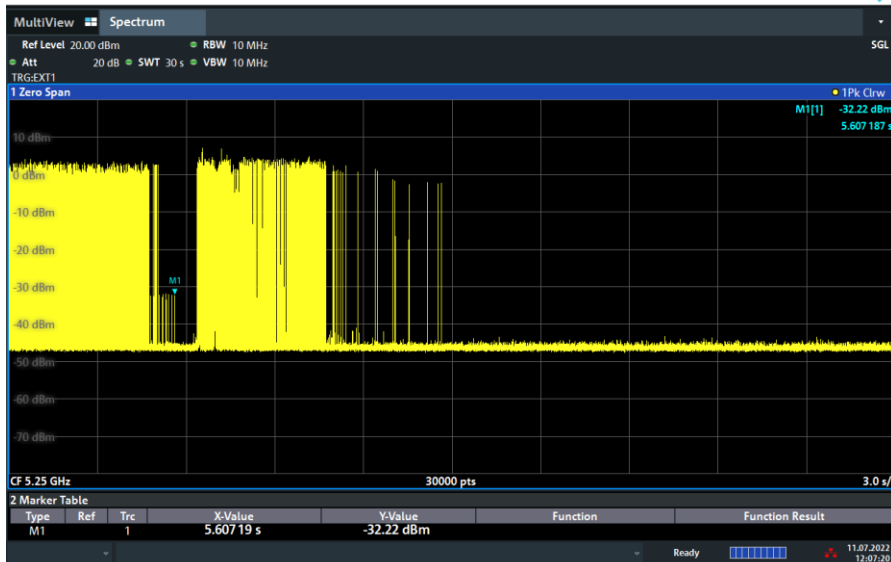 MultiView Spectrum
Ref Level 20.00 dBm RBW 10 MHz SGL
Att 20 dB SWT 30 s VBW 10 MHz
TRG:EXT1
1 Zero Span 1Pk Clrw
M1[1] -32.22 dBm
5.607 187 s
10 dBm
0 dBm
-10 dBm
-20 dBm
M1
-30 dBm
-40 dBm
-50 dBm
-60 dBm
-70 dBm
CF 5.25 GHz 30000 pts 3.0 s/
2 Marker Table
Type Ref Trc X-Value Y-Value Function Function Result
M1 1 5.60719 s -32.22 dBm
Ready 11.07.2022
12:07:20